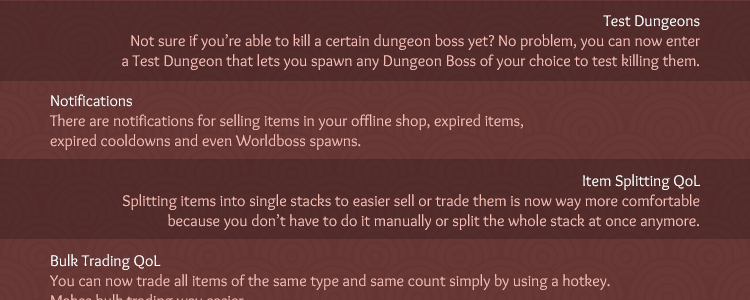 Test Dungeons
Not sure if you're able to kill a certain dungeon boss yet? No problem, you can now enter
a Test Dungeon that lets you spawn any Dungeon Boss of your choice to test killing them.
Notifications
There are notifications for selling items in your offline shop, expired items,
expired cooldowns and even Worldboss spawns.
Item Splitting QoL
Splitting items into single stacks to easier sell or trade them is now way more comfortable
because you don't have to do it manually or split the whole stack at once anymore.
Bulk Trading QoL
You can now trade all items of the same type and same count simply by using a hotkey.
Makes bulk trading way easier.